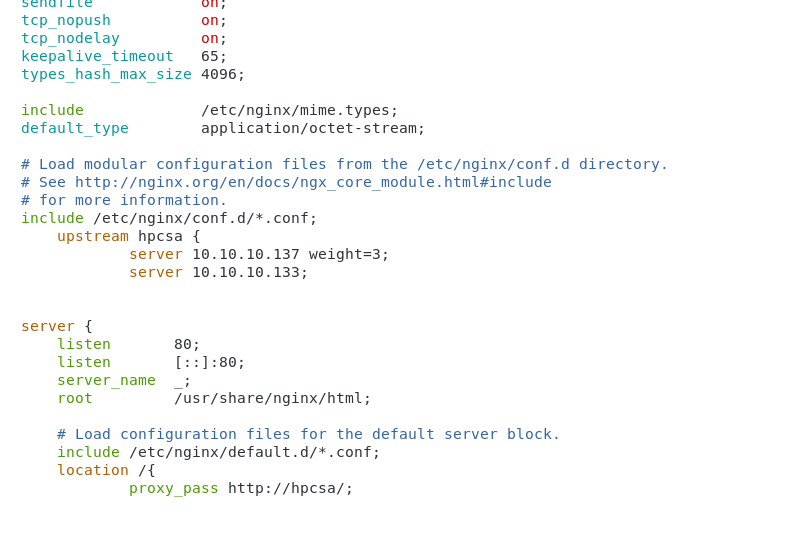 sendfile            on;
tcp_nopush          on;
tcp_nodelay         on;
keepalive_timeout   65;
types_hash_max_size 4096;

include             /etc/nginx/mime.types;
default_type        application/octet-stream;

# Load modular configuration files from the /etc/nginx/conf.d directory.
# See http://nginx.org/en/docs/ngx_core_module.html#include
# for more information.
include /etc/nginx/conf.d/*.conf;
    upstream hpcsa {
            server 10.10.10.137 weight=3;
            server 10.10.10.133;


server {
    listen       80;
    listen       [::]:80;
    server_name  _;
    root         /usr/share/nginx/html;

    # Load configuration files for the default server block.
    include /etc/nginx/default.d/*.conf;
    location /{
            proxy_pass http://hpcsa/;